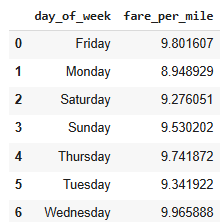 day_of_week fare_per_mile
0 Friday 9.801607
1 Monday 8.948929
2 Saturday 9.276051
3 Sunday 9.530202
4 Thursday 9.741872
5 Tuesday 9.341922
6 Wednesday 9.965888